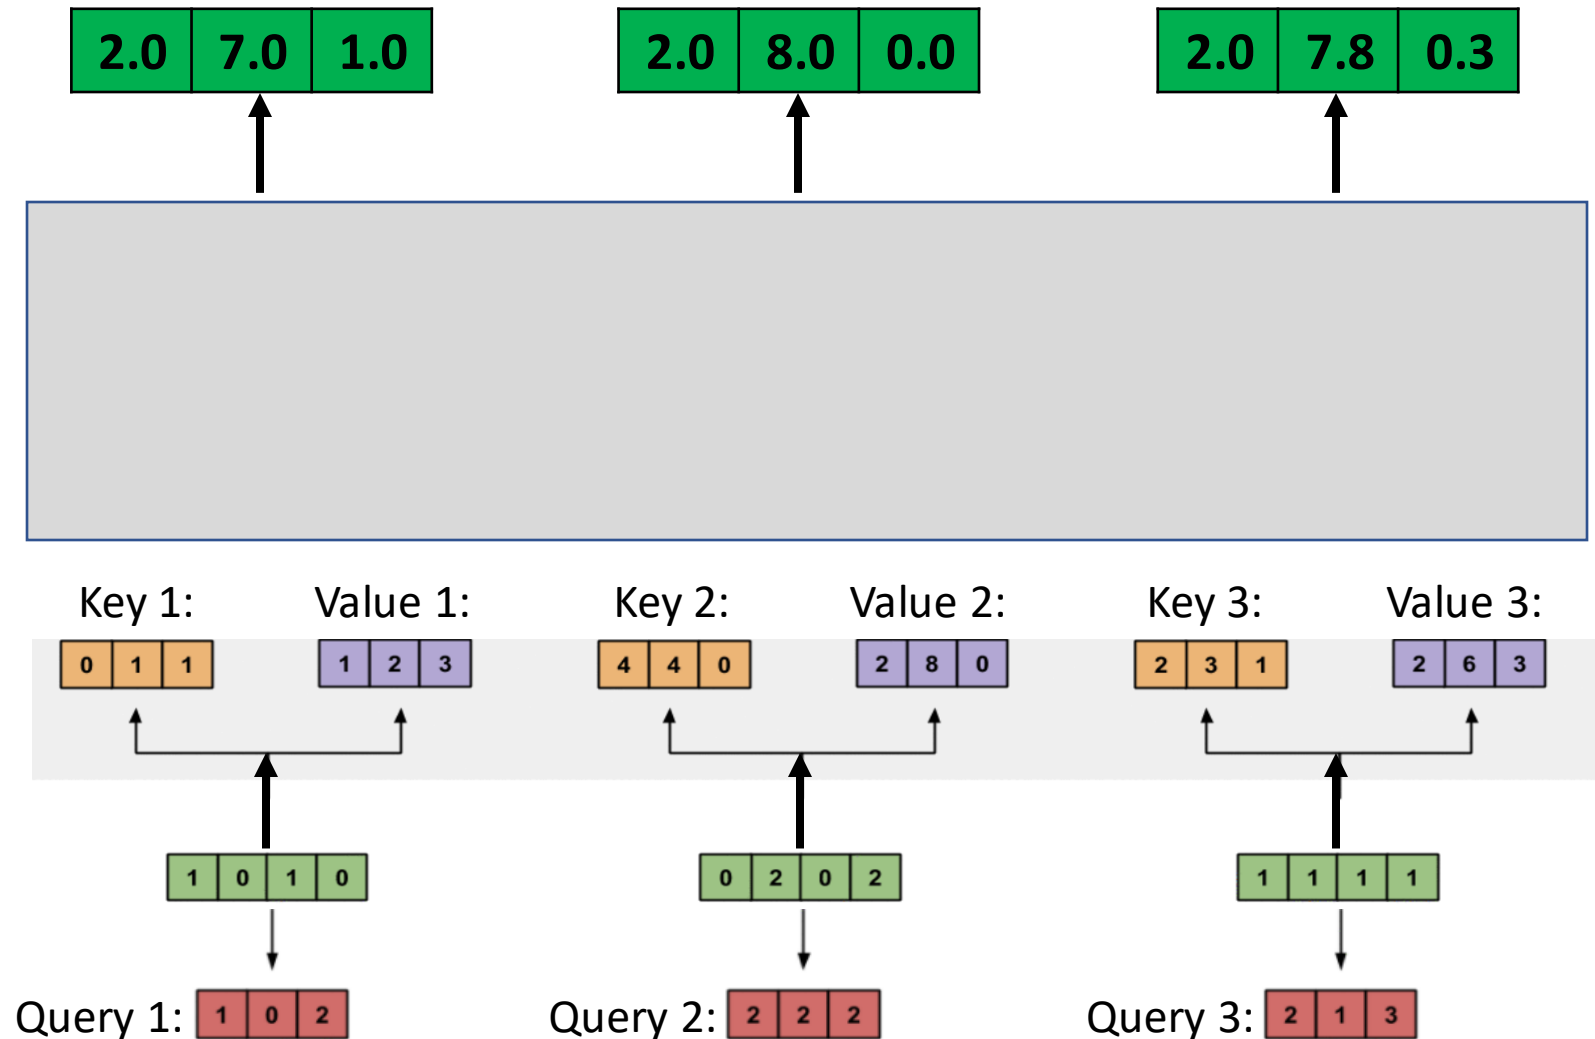 2.0 7.0 1.0 2.0 8.0 0.0 2.0 7.8 0.3
Key 1: Value 1: Key 2: Value 2: Key 3: Value 3:
0 1 1 1 2 3 4 4 0 2 8 0 2 3 1 2 6 3
1 0 1 0 0 2 0 2 1 1 1 1
Query 1: 1 0 2 Query 2: 2 2 2 Query 3: 2 1 3